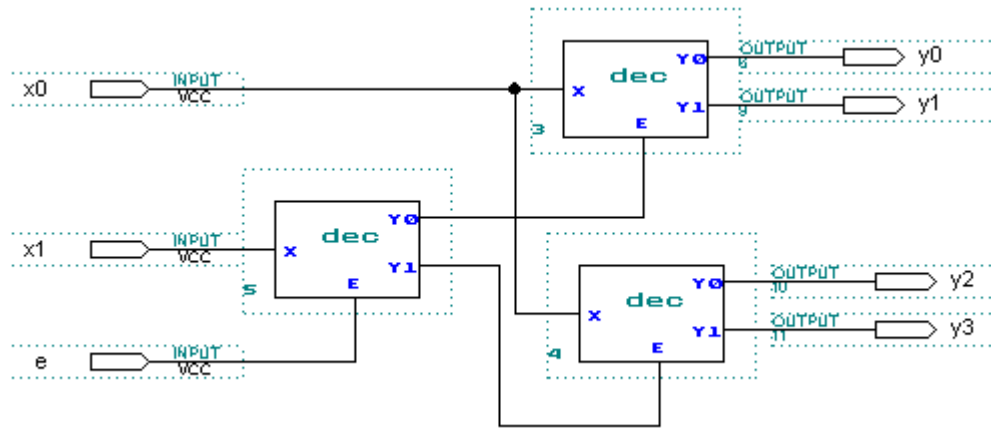 x0
INPUT
VCC
dec
X
Y0
Y1
E
3
OUTPUT
y0
OUTPUT
9
y1
x1
INPUT
VCC
dec
X
Y0
Y1
E
5
e
INPUT
VCC
dec
X
Y0
Y1
E
4
OUTPUT
10
y2
OUTPUT
11
y3